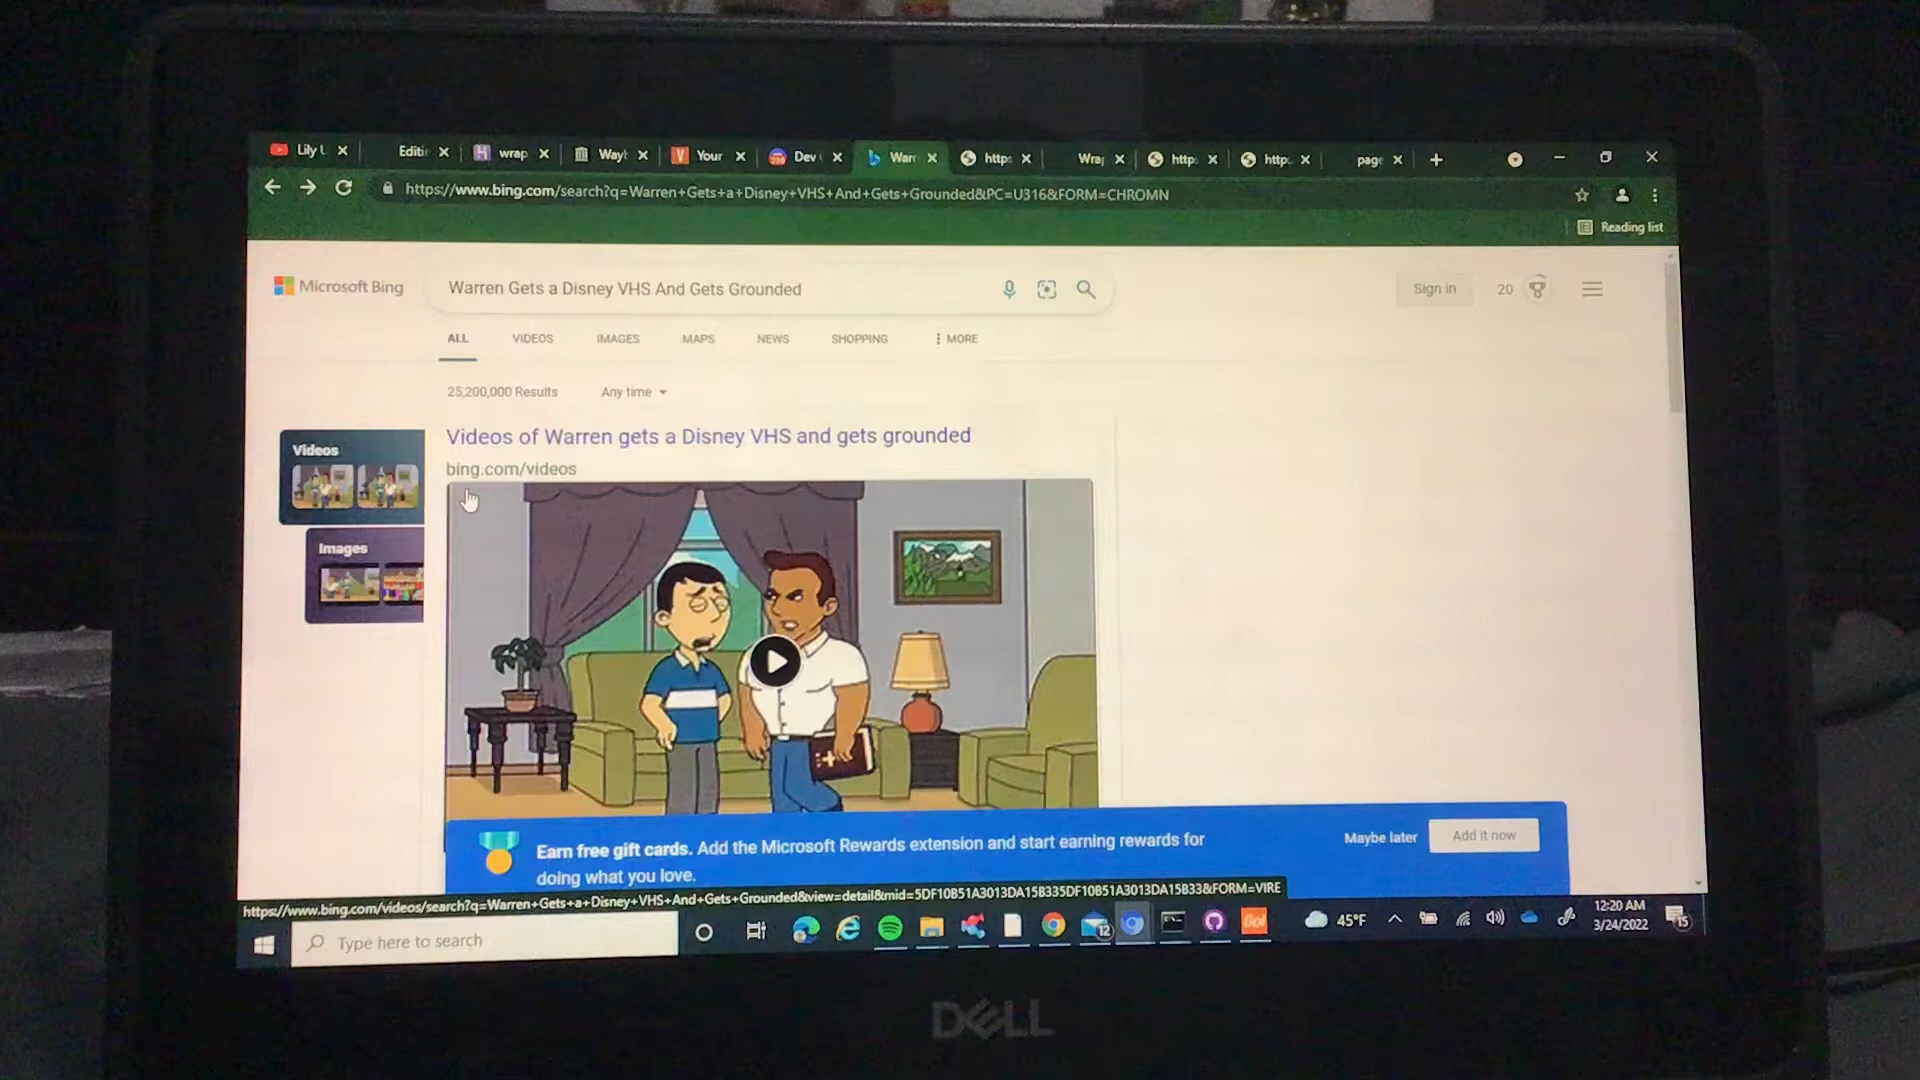 Lily
Editi
wrap
Way
Your
Dev
Warr
http
Wra
http
http
page
https://www.bing.com/search?q=Warren+Gets+a+Disney+VHS+And+Gets+Grounded&PC=U316&FORM=CHROMN
Reading list
Microsoft Bing
Warren Gets a Disney VHS And Gets Grounded
Sign in
20
ALL VIDEOS IMAGES MAPS NEWS SHOPPING MORE
25,200,000 Results Any time
Videos
Videos of Warren gets a Disney VHS and gets grounded
bing.com/videos
Images
Earn free gift cards. Add the Microsoft Rewards extension and start earning rewards for
doing what you love.
Maybe later
Add it now
https://www.bing.com/videos/search?q=Warren+Gets+a+Disney+VHS+And+Gets+Grounded&view=detail&mid=5DF10B51A3013DA15B335DF10B51A3013DA15B33&FORM=VIRE
Type here to search
12
Go!
45°F
12:20 AM
3/24/2022
15
DELL